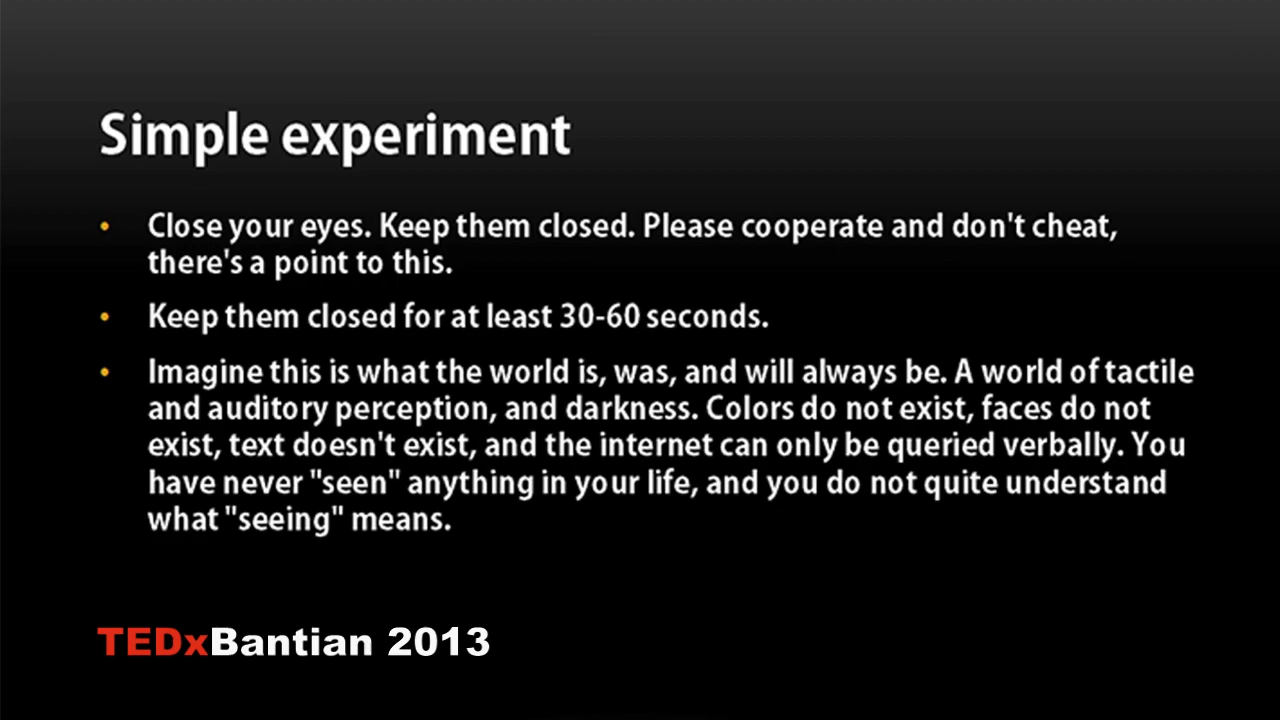 Simple experiment
• Close your eyes. Keep them closed. Please cooperate and don't cheat,
there's a point to this.
• Keep them closed for at least 30-60 seconds.
• Imagine this is what the world is, was, and will always be. A world of tactile
and auditory perception, and darkness. Colors do not exist, faces do not
exist, text doesn't exist, and the internet can only be queried verbally. You
have never "seen" anything in your life, and you do not quite understand
what "seeing" means.
TEDxBantian 2013